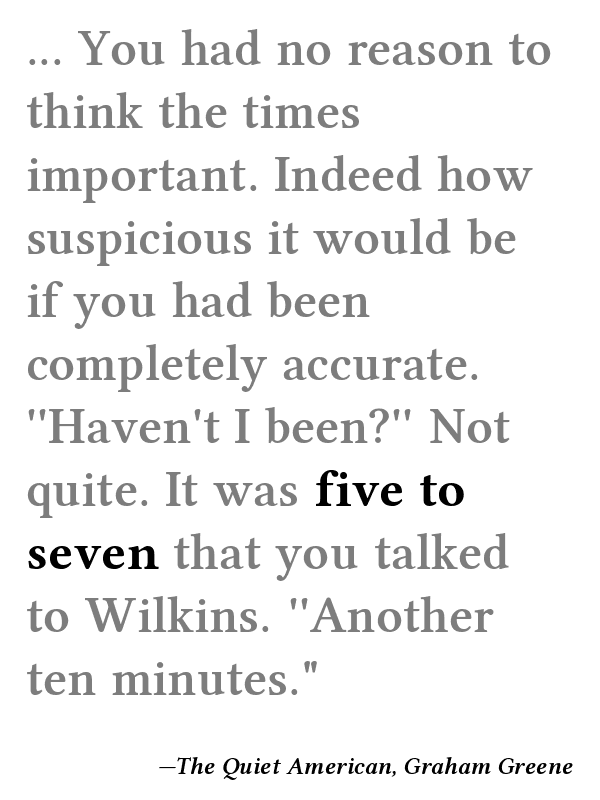 ... You had no reason to
think the times
important. Indeed how
suspicious it would be
if you had been
completely accurate.
''Haven't I been?'' Not
quite. It was five to
seven that you talked
to Wilkins. ''Another
ten minutes."
—The Quiet American, Graham Greene